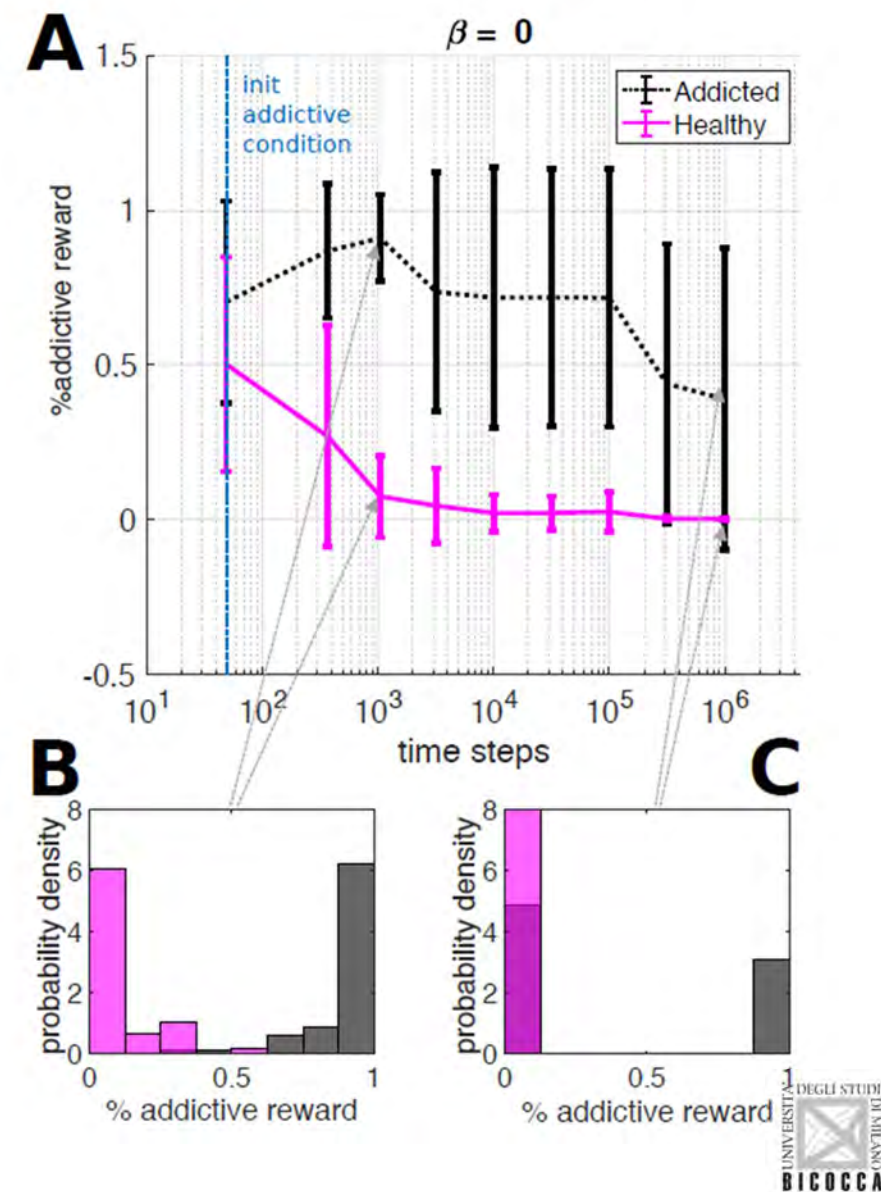 A
β = 0
1.5
1
0.5
0
-0.5
%addictive reward
init
addictive
condition
Addicted
Healthy
10¹ 10² 10³ 10⁴ 10⁵ 10⁶
time steps
B
8
6
4
2
0
probability density
0 0.5 1
% addictive reward
C
8
6
4
2
0
probability density
0 0.5 1
% addictive reward
UNIVERSITÀ
DEGLI STUDI
DI MILANO
BICOCCA